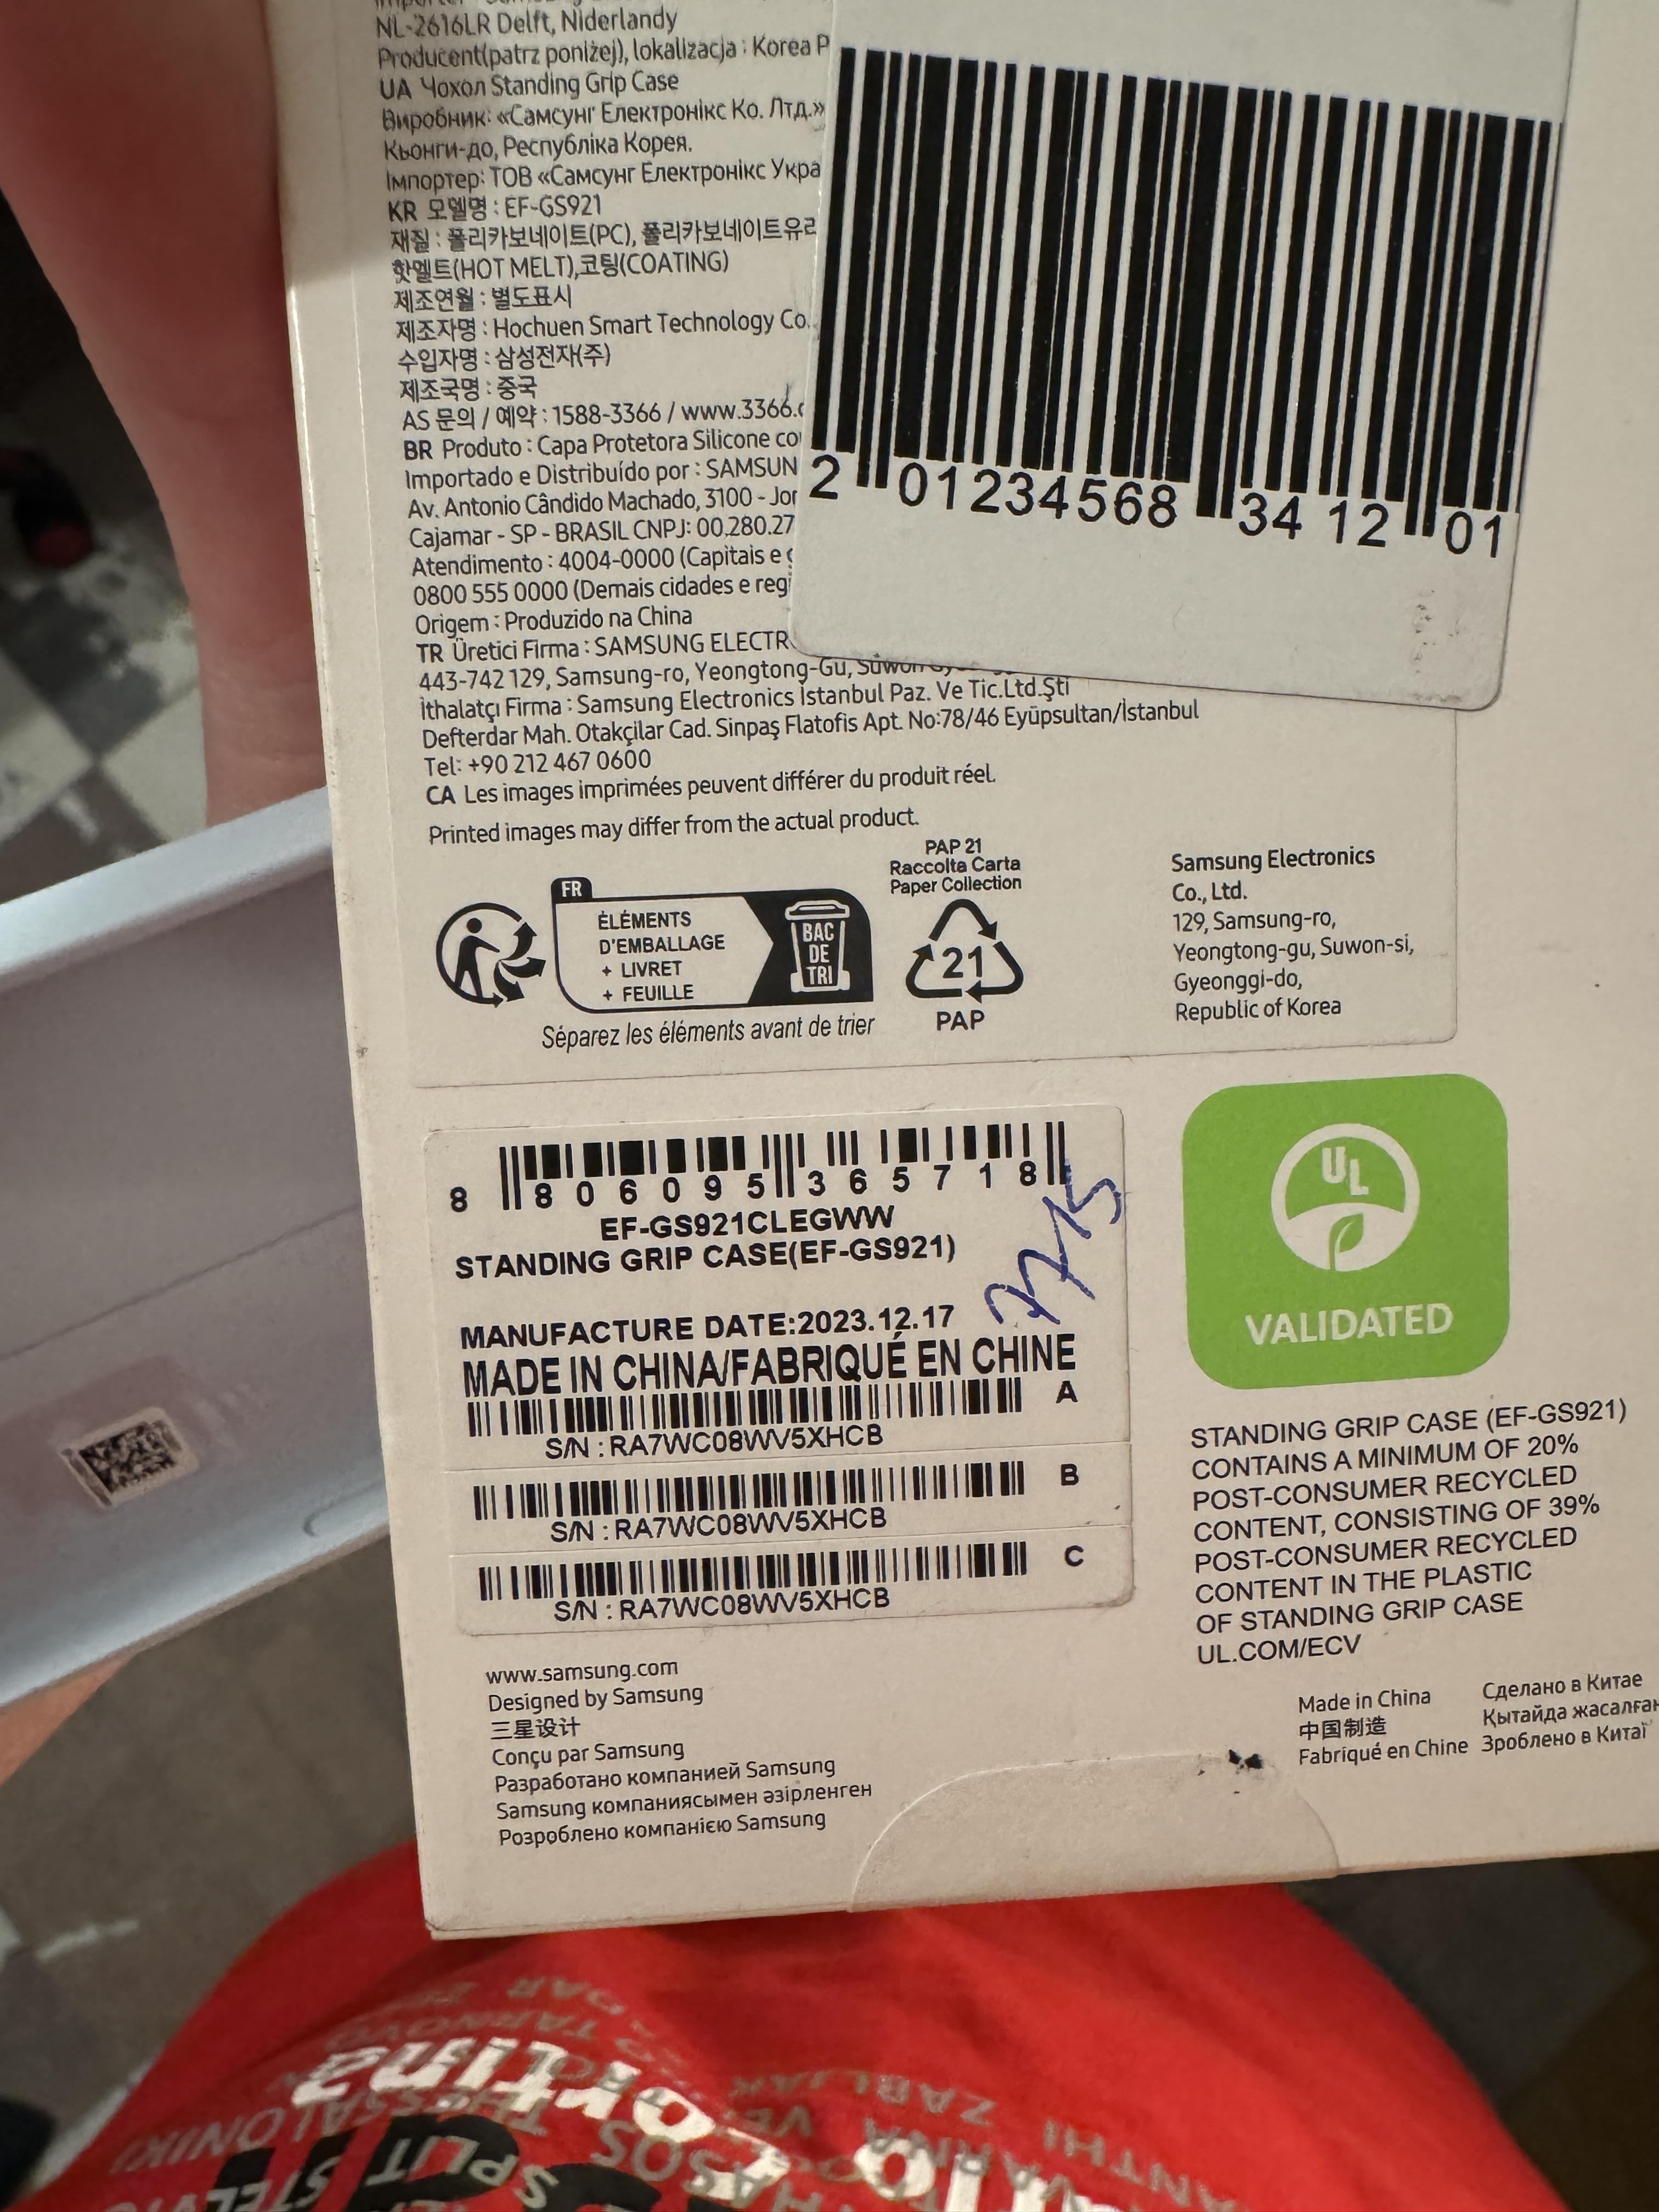 NL-2616LR Delft, Niderlandy
Producent(patrz poniżej), lokalizacja : Korea P
UA Чохол Standing Grip Case
Виробник: «Самсунг Електронікс Ко. Лтд.»
Кьонги-до, Республіка Корея.
Імпортер: ТОВ «Самсунг Електронікс Укра
KR 모델명 : EF-GS921
재질 : 폴리카보네이트(PC), 폴리카보네이트유리
핫멜트(HOT MELT),코팅(COATING)
제조연월 : 별도표시
제조자명 : Hochuen Smart Technology Co.
수입자명 : 삼성전자(주)
제조국명 : 중국
AS 문의 / 예약 : 1588-3366 / www.3366.c
BR Produto : Capa Protetora Silicone co
Importado e Distribuído por : SAMSUN
Av. Antonio Cândido Machado, 3100 - Jor
Cajamar - SP - BRASIL CNPJ: 00.280.27
Atendimento : 4004-0000 (Capitais e g
0800 555 0000 (Demais cidades e regi
Origem : Produzido na China
TR Üretici Firma : SAMSUNG ELECTR
443-742 129, Samsung-ro, Yeongtong-Gu, Suwon
İthalatçı Firma : Samsung Electronics İstanbul Paz. Ve Tic.Ltd.Şti
Defterdar Mah. Otakçilar Cad. Sinpaş Flatofis Apt. No:78/46 Eyüpsultan/İstanbul
Tel: +90 212 467 0600
CA Les images imprimées peuvent différer du produit réel.
Printed images may differ from the actual product.
2 01234568 34 12 01
FR
ÉLÉMENTS
D'EMBALLAGE
+ LIVRET
+ FEUILLE
BAC
DE
TRI
Séparez les éléments avant de trier
PAP 21
Raccolta Carta
Paper Collection
21
PAP
Samsung Electronics
Co., Ltd.
129, Samsung-ro,
Yeongtong-gu, Suwon-si,
Gyeonggi-do,
Republic of Korea
8 806095 365718
EF-GS921CLEGWW
STANDING GRIP CASE(EF-GS921)
MANUFACTURE DATE:2023.12.17
MADE IN CHINA/FABRIQUÉ EN CHINE
A
S/N : RA7WC08WV5XHCB
B
S/N : RA7WC08WV5XHCB
C
S/N : RA7WC08WV5XHCB
UL
VALIDATED
STANDING GRIP CASE (EF-GS921)
CONTAINS A MINIMUM OF 20%
POST-CONSUMER RECYCLED
CONTENT, CONSISTING OF 39%
POST-CONSUMER RECYCLED
CONTENT IN THE PLASTIC
OF STANDING GRIP CASE
UL.COM/ECV
www.samsung.com
Designed by Samsung
三星设计
Conçu par Samsung
Разработано компанией Samsung
Samsung компаниясымен әзірленген
Розроблено компанією Samsung
Made in China
中国制造
Fabriqué en Chine
Сделано в Китае
Қытайда жасалған
Зроблено в Китаї
THESSALONIKI
SPLIT
VARNA
ZABLJAK